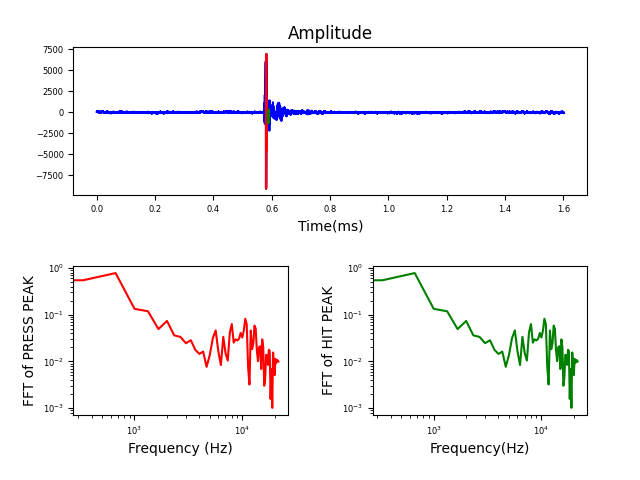 Amplitude
7500
5000
2500
0
−2500
−5000
−7500
0.0 0.2 0.4 0.6 0.8 1.0 1.2 1.4 1.6
Time(ms)
FFT of PRESS PEAK
10⁰
10⁻¹
10⁻²
10⁻³
10³ 10⁴
Frequency (Hz)
FFT of HIT PEAK
10⁰
10⁻¹
10⁻²
10⁻³
10³ 10⁴
Frequency(Hz)